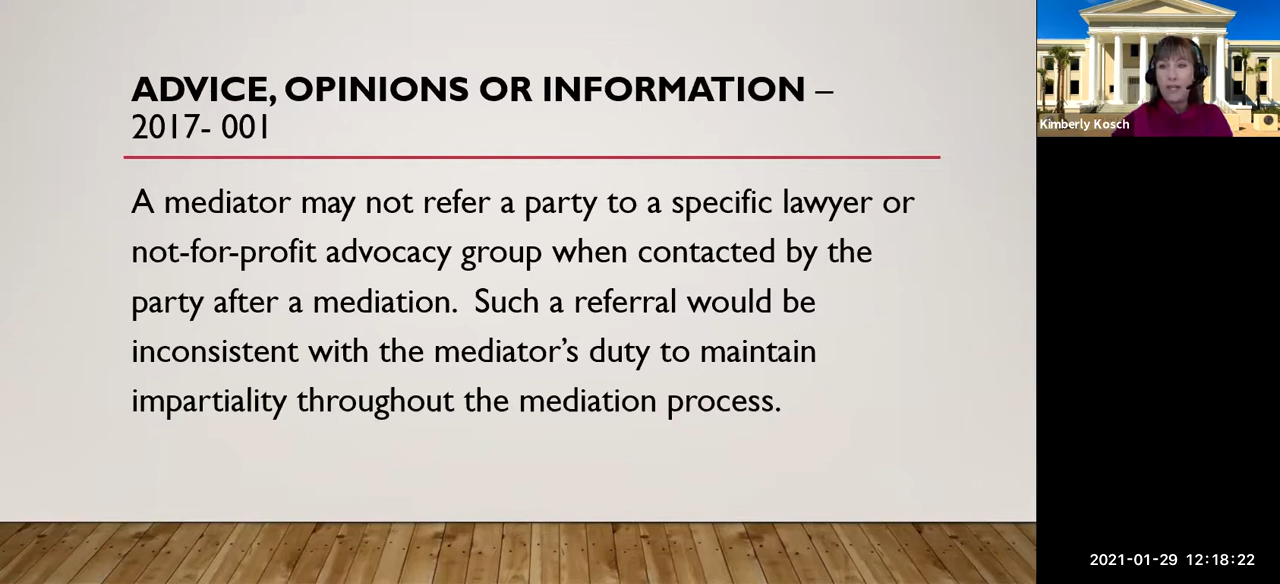 ADVICE, OPINIONS OR INFORMATION –
2017- 001
A mediator may not refer a party to a specific lawyer or
not-for-profit advocacy group when contacted by the
party after a mediation.  Such a referral would be
inconsistent with the mediator’s duty to maintain
impartiality throughout the mediation process.
Kimberly Kosch
2021-01-29 12:18:22